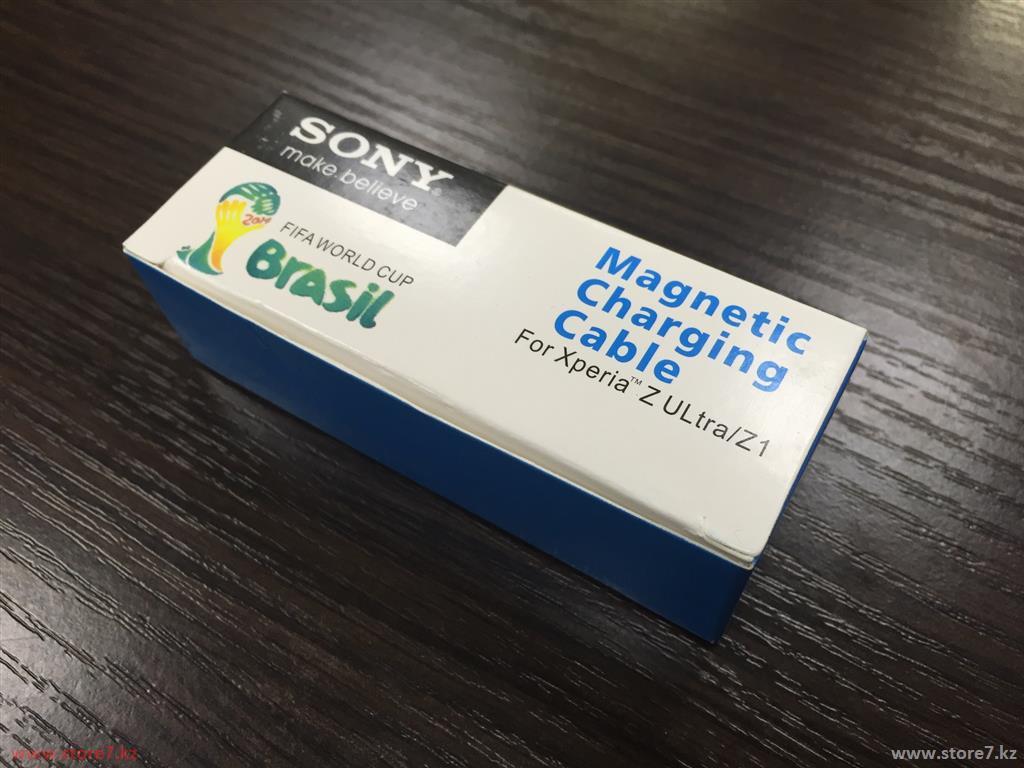 SONY
make.believe
2014
FIFA WORLD CUP
Brasil
Magnetic
Charging
Cable
For Xperia™ Z ULtra/Z1
www.store7.kz
www.store7.kz